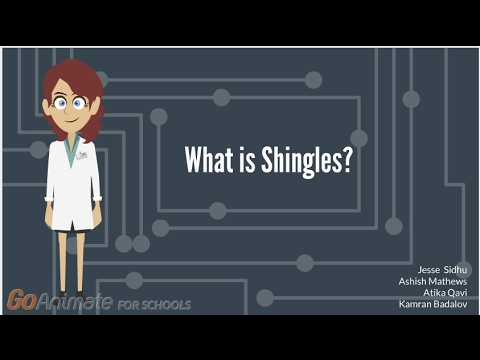 What is Shingles?
Jesse Sidhu
Ashish Mathews
Atika Qavi
Kamran Badalov
GoAnimate FOR SCHOOLS